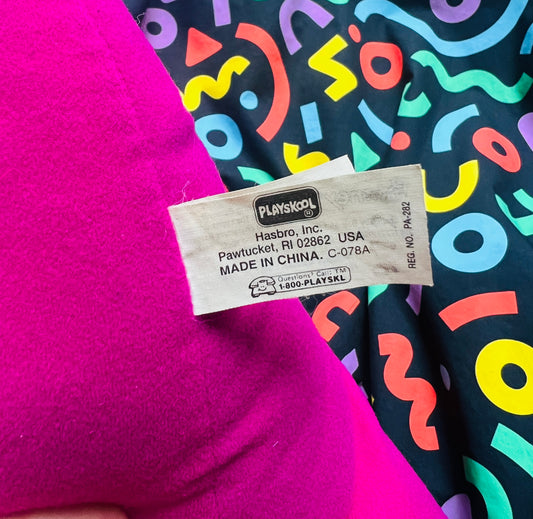 PLAYSKOOL
Hasbro, Inc.
Pawtucket, RI 02862 USA
MADE IN CHINA. C-078A
Questions? Call: TM
1-800-PLAYSKL
REG. NO. PA-282